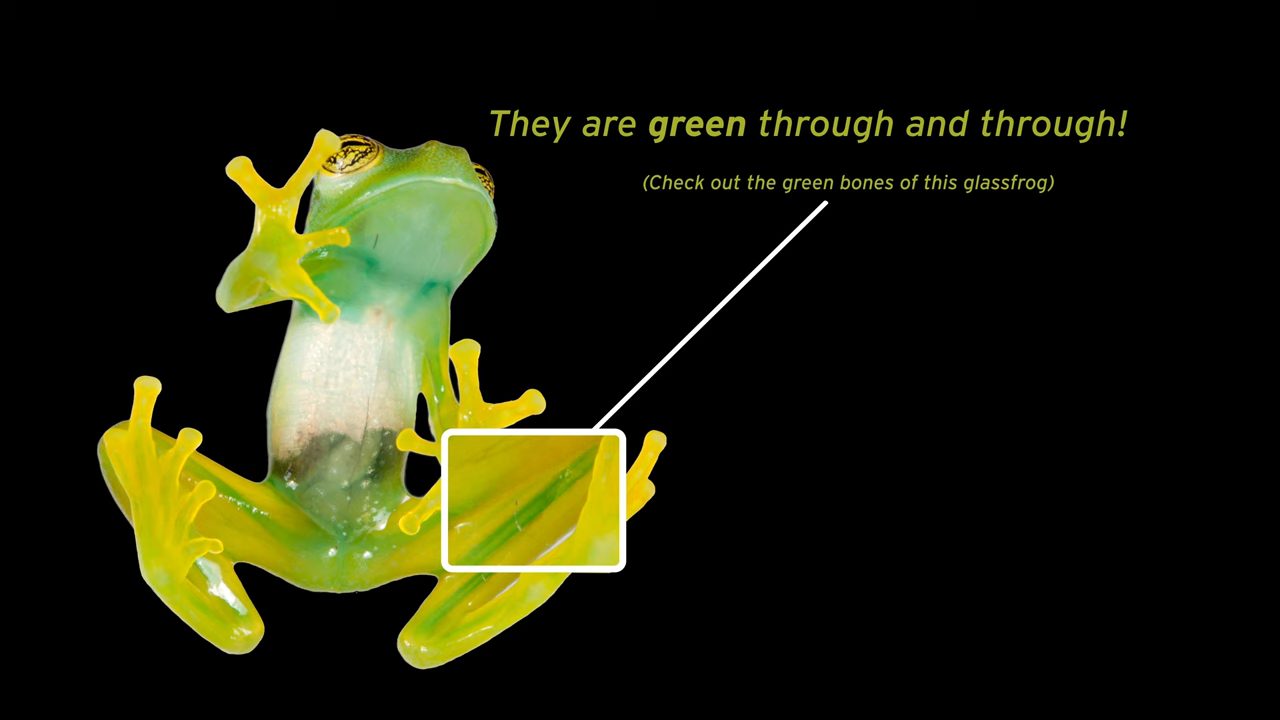 They are green through and through!
(Check out the green bones of this glassfrog)